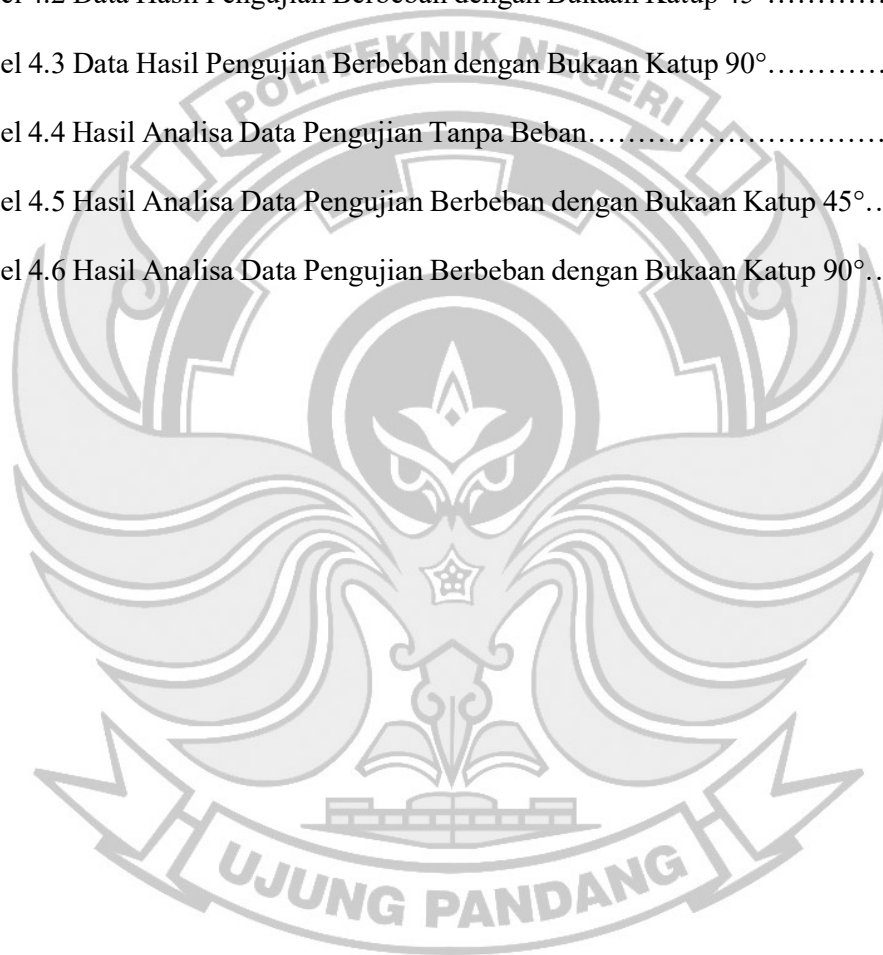 el 4.2 Data Hasil Pengujian Berbeban dengan Bukaan Katup 45°……………
el 4.3 Data Hasil Pengujian Berbeban dengan Bukaan Katup 90°……………
el 4.4 Hasil Analisa Data Pengujian Tanpa Beban………………………………
el 4.5 Hasil Analisa Data Pengujian Berbeban dengan Bukaan Katup 45°…
el 4.6 Hasil Analisa Data Pengujian Berbeban dengan Bukaan Katup 90°…
POLITEKNIK NEGERI
UJUNG PANDANG